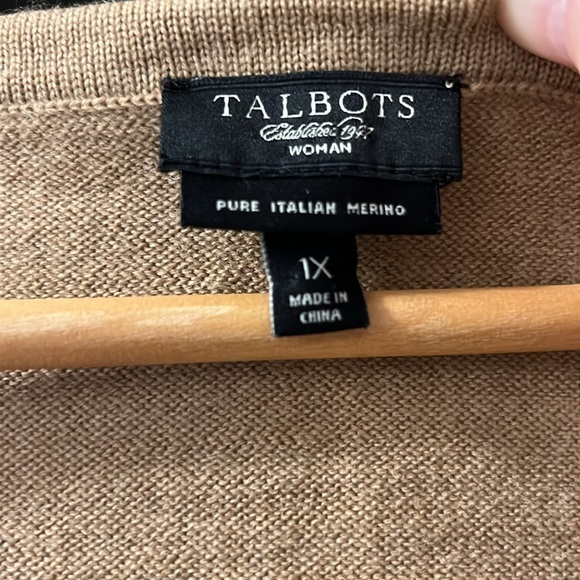 TALBOTS
Established 1947
WOMAN
PURE ITALIAN MERINO
1X
MADE IN
CHINA